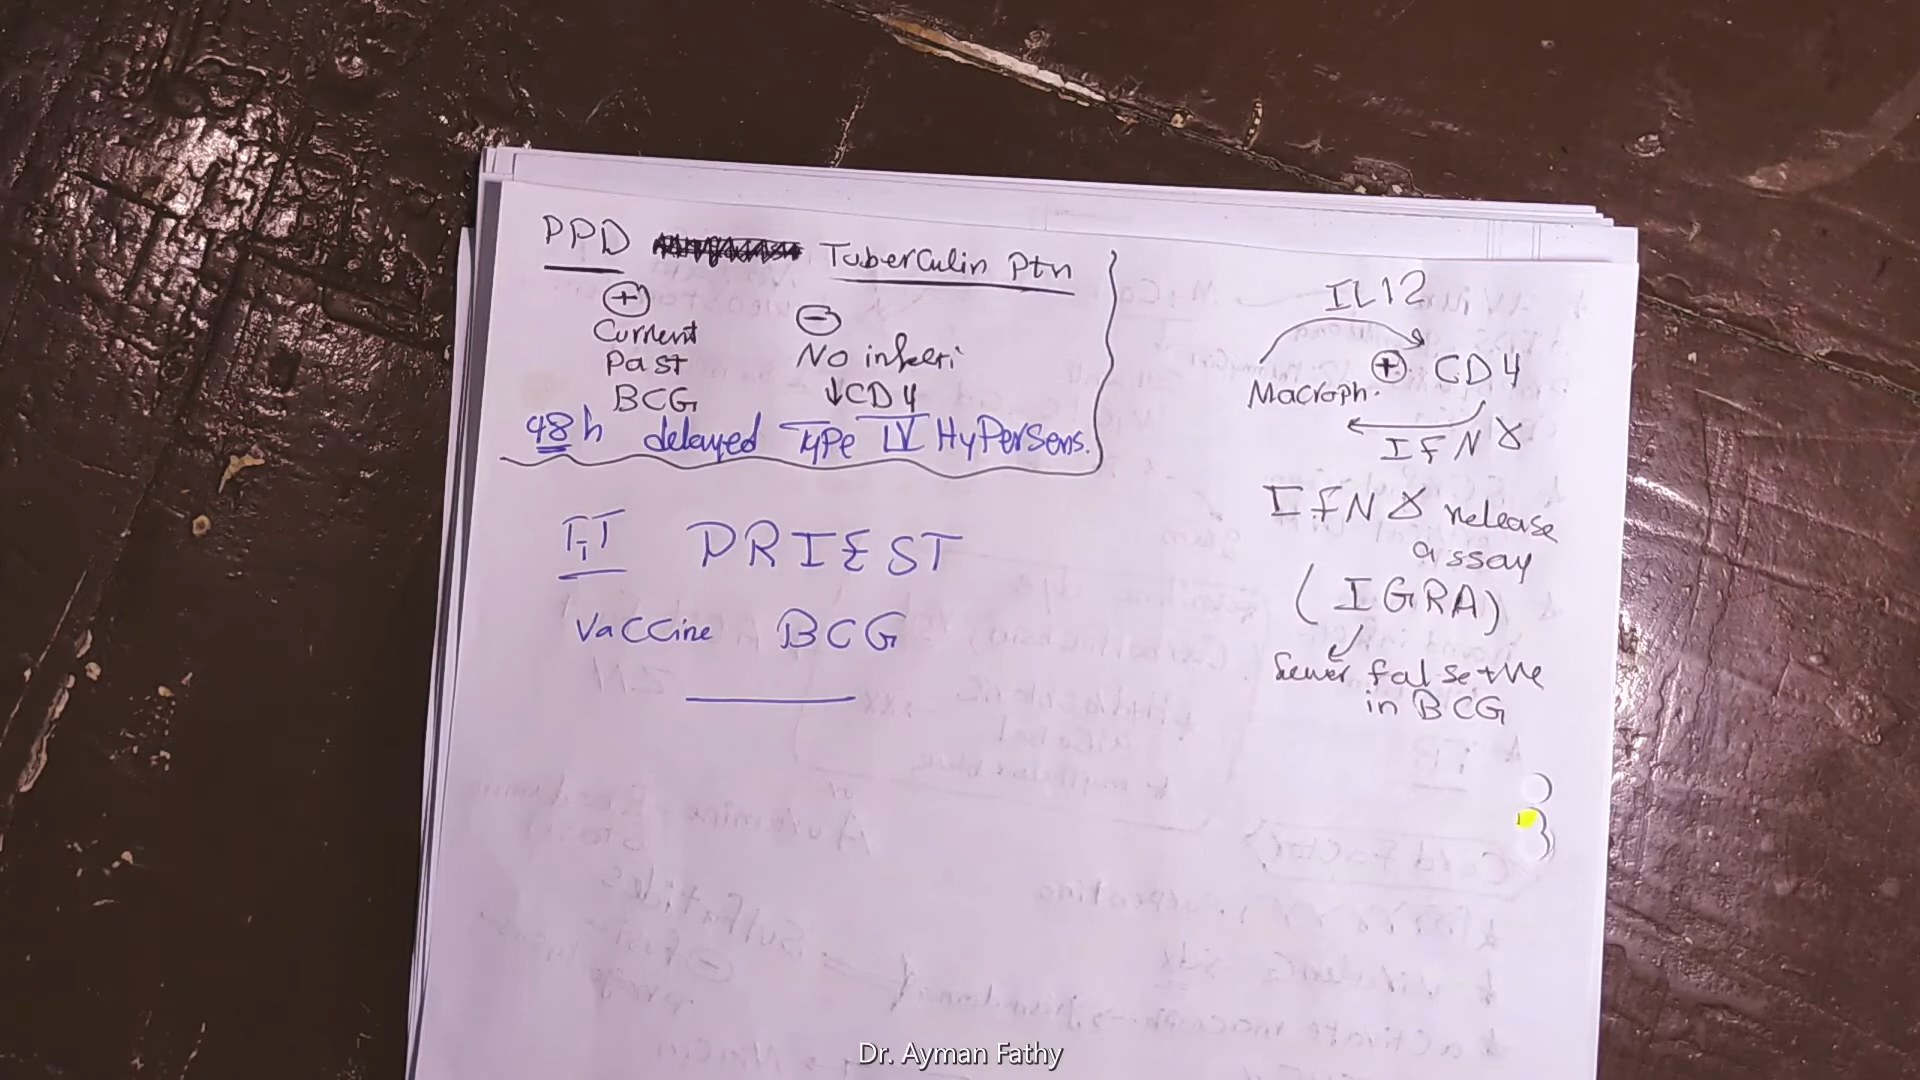 PPD Tuberculin Ptn
⊕ ⊖
Current No infecti
Past ↓CD4
BCG
48h delayed Type IV HyPerSens.
TT PRIEST
Vaccine BCG
IL12
Macroph. ⊕ CD4
IFN γ
IFN γ release
assay
(IGRA)
fewer false +ve
in BCG
Dr. Ayman Fathy